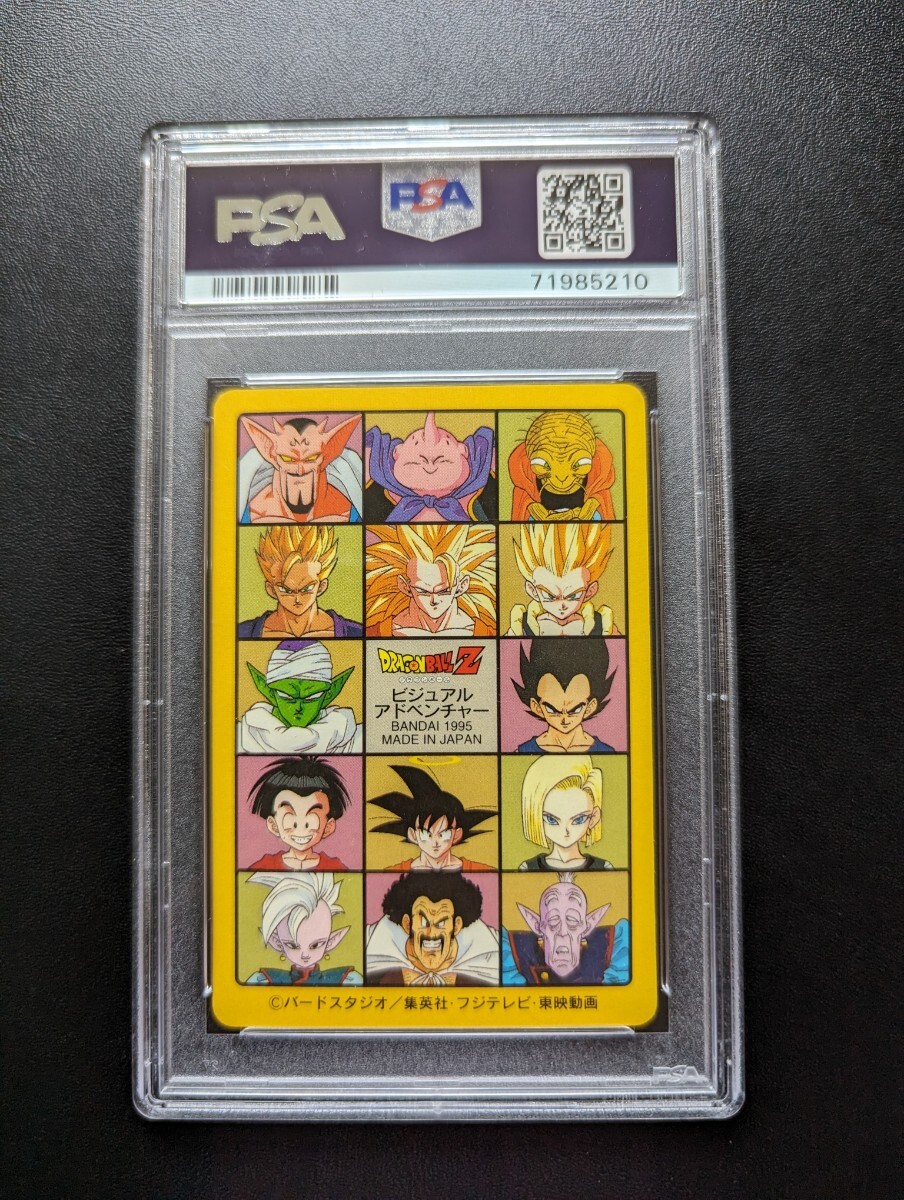 PSA
PSA
71985210
DRAGONBALL Z
ビジュアル
アドベンチャー
BANDAI 1995
MADE IN JAPAN
©バードスタジオ/集英社・フジテレビ・東映動画
PSA